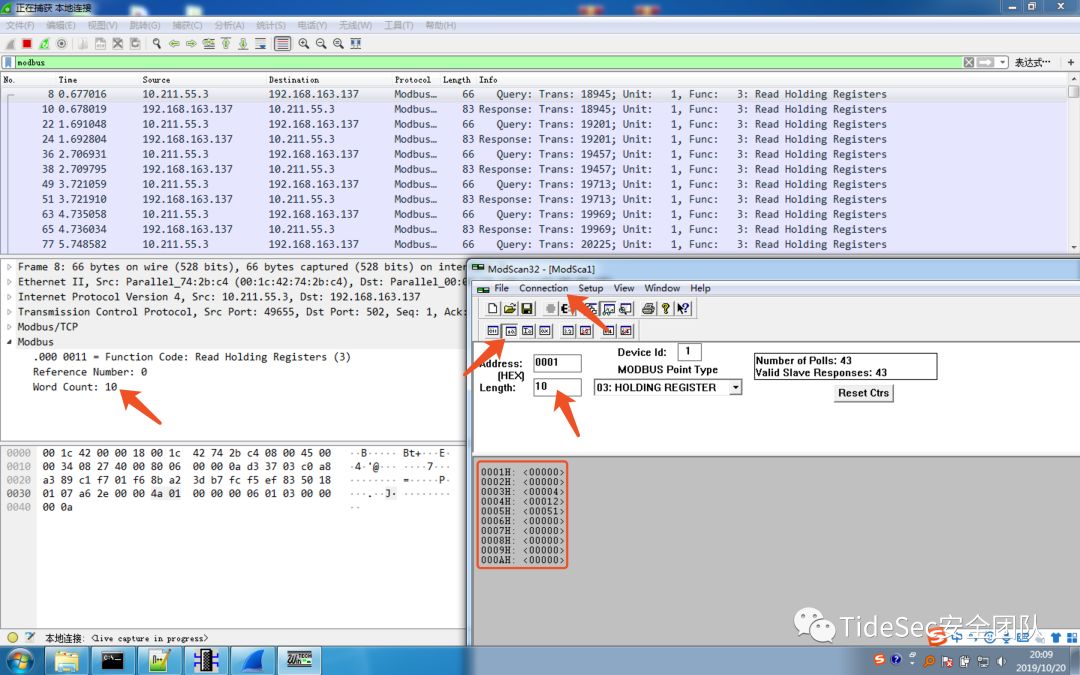 正在捕获 本地连接
文件(F) 编辑(E) 视图(V) 跳转(G) 捕获(C) 分析(A) 统计(S) 电话(Y) 无线(W) 工具(T) 帮助(H)
modbus
表达式…
No. Time Source Destination Protocol Length Info
8 0.677016 10.211.55.3 192.168.163.137 Modbus… 66 Query: Trans: 18945; Unit: 1, Func: 3: Read Holding Registers
10 0.678019 192.168.163.137 10.211.55.3 Modbus… 83 Response: Trans: 18945; Unit: 1, Func: 3: Read Holding Registers
22 1.691048 10.211.55.3 192.168.163.137 Modbus… 66 Query: Trans: 19201; Unit: 1, Func: 3: Read Holding Registers
24 1.692804 192.168.163.137 10.211.55.3 Modbus… 83 Response: Trans: 19201; Unit: 1, Func: 3: Read Holding Registers
36 2.706931 10.211.55.3 192.168.163.137 Modbus… 66 Query: Trans: 19457; Unit: 1, Func: 3: Read Holding Registers
38 2.709795 192.168.163.137 10.211.55.3 Modbus… 83 Response: Trans: 19457; Unit: 1, Func: 3: Read Holding Registers
49 3.721059 10.211.55.3 192.168.163.137 Modbus… 66 Query: Trans: 19713; Unit: 1, Func: 3: Read Holding Registers
51 3.721910 192.168.163.137 10.211.55.3 Modbus… 83 Response: Trans: 19713; Unit: 1, Func: 3: Read Holding Registers
63 4.735058 10.211.55.3 192.168.163.137 Modbus… 66 Query: Trans: 19969; Unit: 1, Func: 3: Read Holding Registers
65 4.736034 192.168.163.137 10.211.55.3 Modbus… 83 Response: Trans: 19969; Unit: 1, Func: 3: Read Holding Registers
77 5.748582 10.211.55.3 192.168.163.137 Modbus… 66 Query: Trans: 20225; Unit: 1, Func: 3: Read Holding Registers
Frame 8: 66 bytes on wire (528 bits), 66 bytes captured (528 bits) on inter
Ethernet II, Src: Parallel_74:2b:c4 (00:1c:42:74:2b:c4), Dst: Parallel_00:0
Internet Protocol Version 4, Src: 10.211.55.3, Dst: 192.168.163.137
Transmission Control Protocol, Src Port: 49655, Dst Port: 502, Seq: 1, Ack:
Modbus/TCP
Modbus
.000 0011 = Function Code: Read Holding Registers (3)
Reference Number: 0
Word Count: 10
0000 00 1c 42 00 00 18 00 1c 42 74 2b c4 08 00 45 00 ··B····· Bt+···E·
0010 00 34 08 27 40 00 80 06 00 00 0a d3 37 03 c0 a8 ·4·'@··· ····7···
0020 a3 89 c1 f7 01 f6 8b a2 3d b7 fc f5 ef 83 50 18 ········ =·····P·
0030 01 07 a6 2e 00 00 4a 01 00 00 00 06 01 03 00 00 ···.··J· ········
0040 00 0a ··
本地连接: <live capture in progress>
ModScan32 - [ModSca1]
File Connection Setup View Window Help
Address: 0001
[HEX]
Length: 10
Device Id: 1
MODBUS Point Type
03: HOLDING REGISTER
Number of Polls: 43
Valid Slave Responses: 43
Reset Ctrs
0001H: <00000>
0002H: <00000>
0003H: <00004>
0004H: <00012>
0005H: <00051>
0006H: <00000>
0007H: <00000>
0008H: <00000>
0009H: <00000>
000AH: <00000>
TideSec安全团队
20:09
2019/10/20